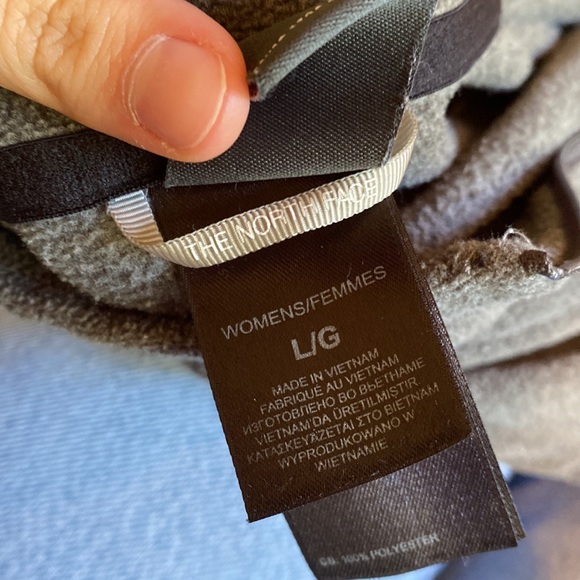 THE NORTH FACE
WOMENS/FEMMES
L/G
MADE IN VIETNAM
FABRIQUÉ AU VIETNAM
ИЗГОТОВЛЕНО ВО ВЬЕТНАМЕ
VIETNAM'DA ÜRETILMIŞTIR
ΚΑΤΑΣΚΕΥΑΖΕΤΑΙ ΣΤΟ ΒΙΕΤΝΑΜ
WYPRODUKOWANO W
WIETNAMIE
100% POLYESTER